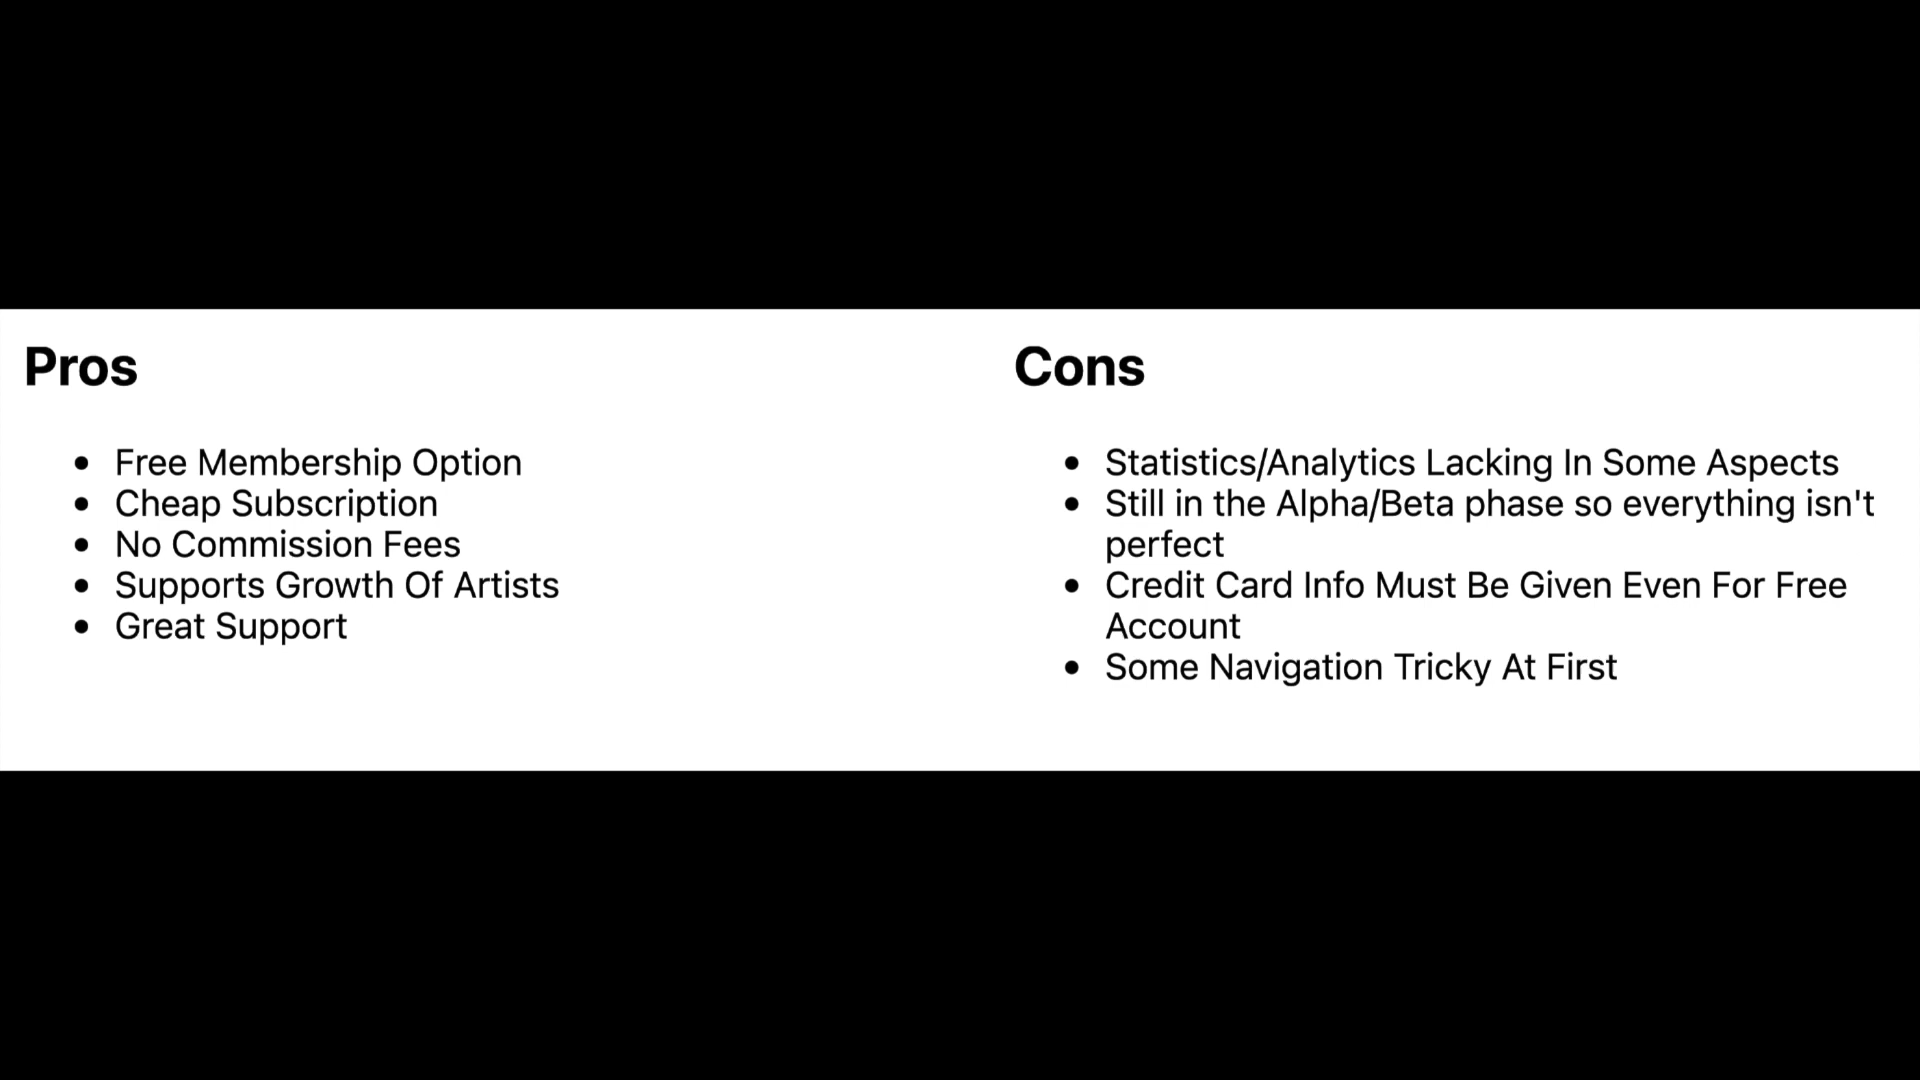 Pros
Free Membership Option
Cheap Subscription
No Commission Fees
Supports Growth Of Artists
Great Support
Cons
Statistics/Analytics Lacking In Some Aspects
Still in the Alpha/Beta phase so everything isn't
perfect
Credit Card Info Must Be Given Even For Free
Account
Some Navigation Tricky At First